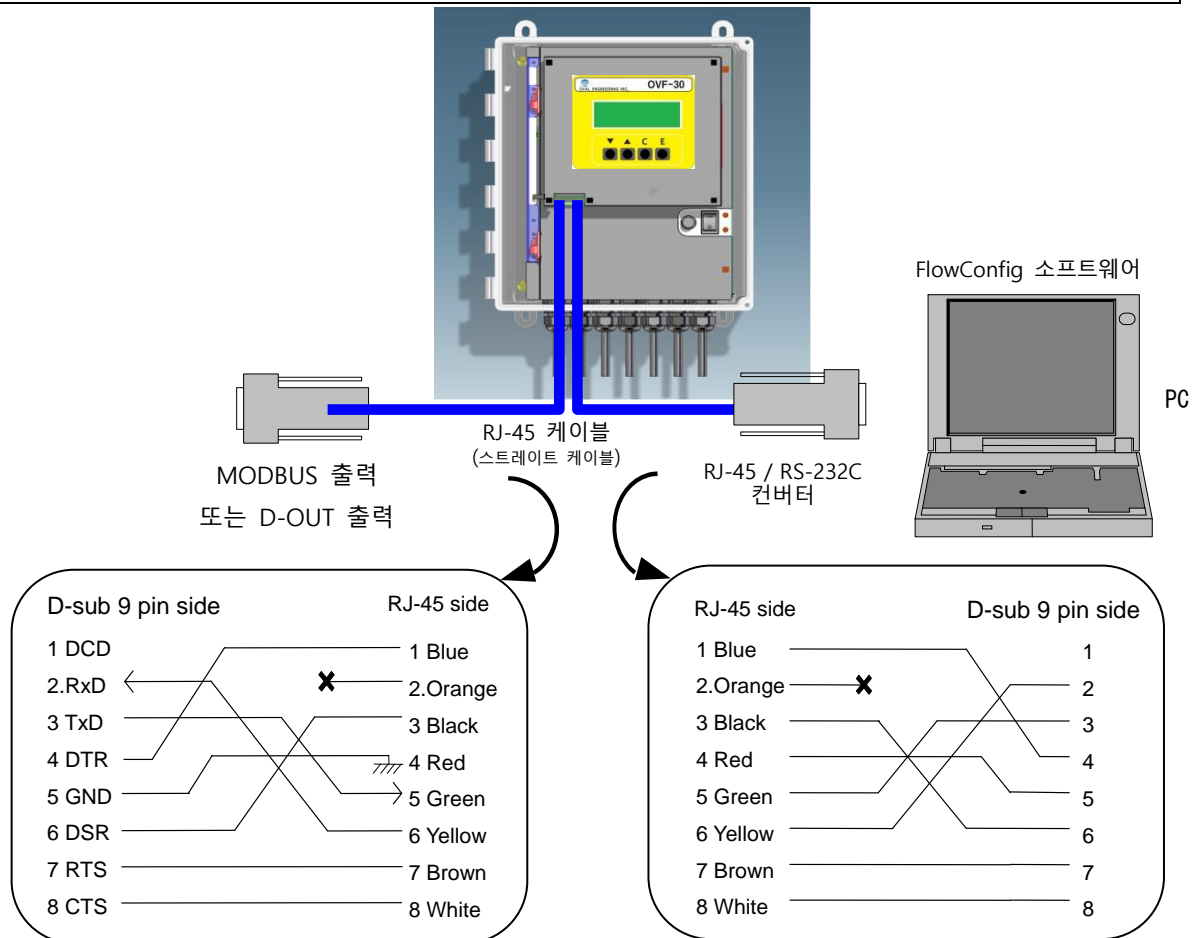 OVAL ENGINEERING INC.
OVF-30
▼ ▲ C E
FlowConfig 소프트웨어
PC
RJ-45 케이블
(스트레이트 케이블)
MODBUS 출력
또는 D-OUT 출력
RJ-45 / RS-232C
컨버터
D-sub 9 pin side
RJ-45 side
1 DCD
1 Blue
2.RxD
2.Orange
3 TxD
3 Black
4 DTR
4 Red
5 GND
5 Green
6 DSR
6 Yellow
7 RTS
7 Brown
8 CTS
8 White
RJ-45 side
D-sub 9 pin side
1 Blue
1
2.Orange
2
3 Black
3
4 Red
4
5 Green
5
6 Yellow
6
7 Brown
7
8 White
8